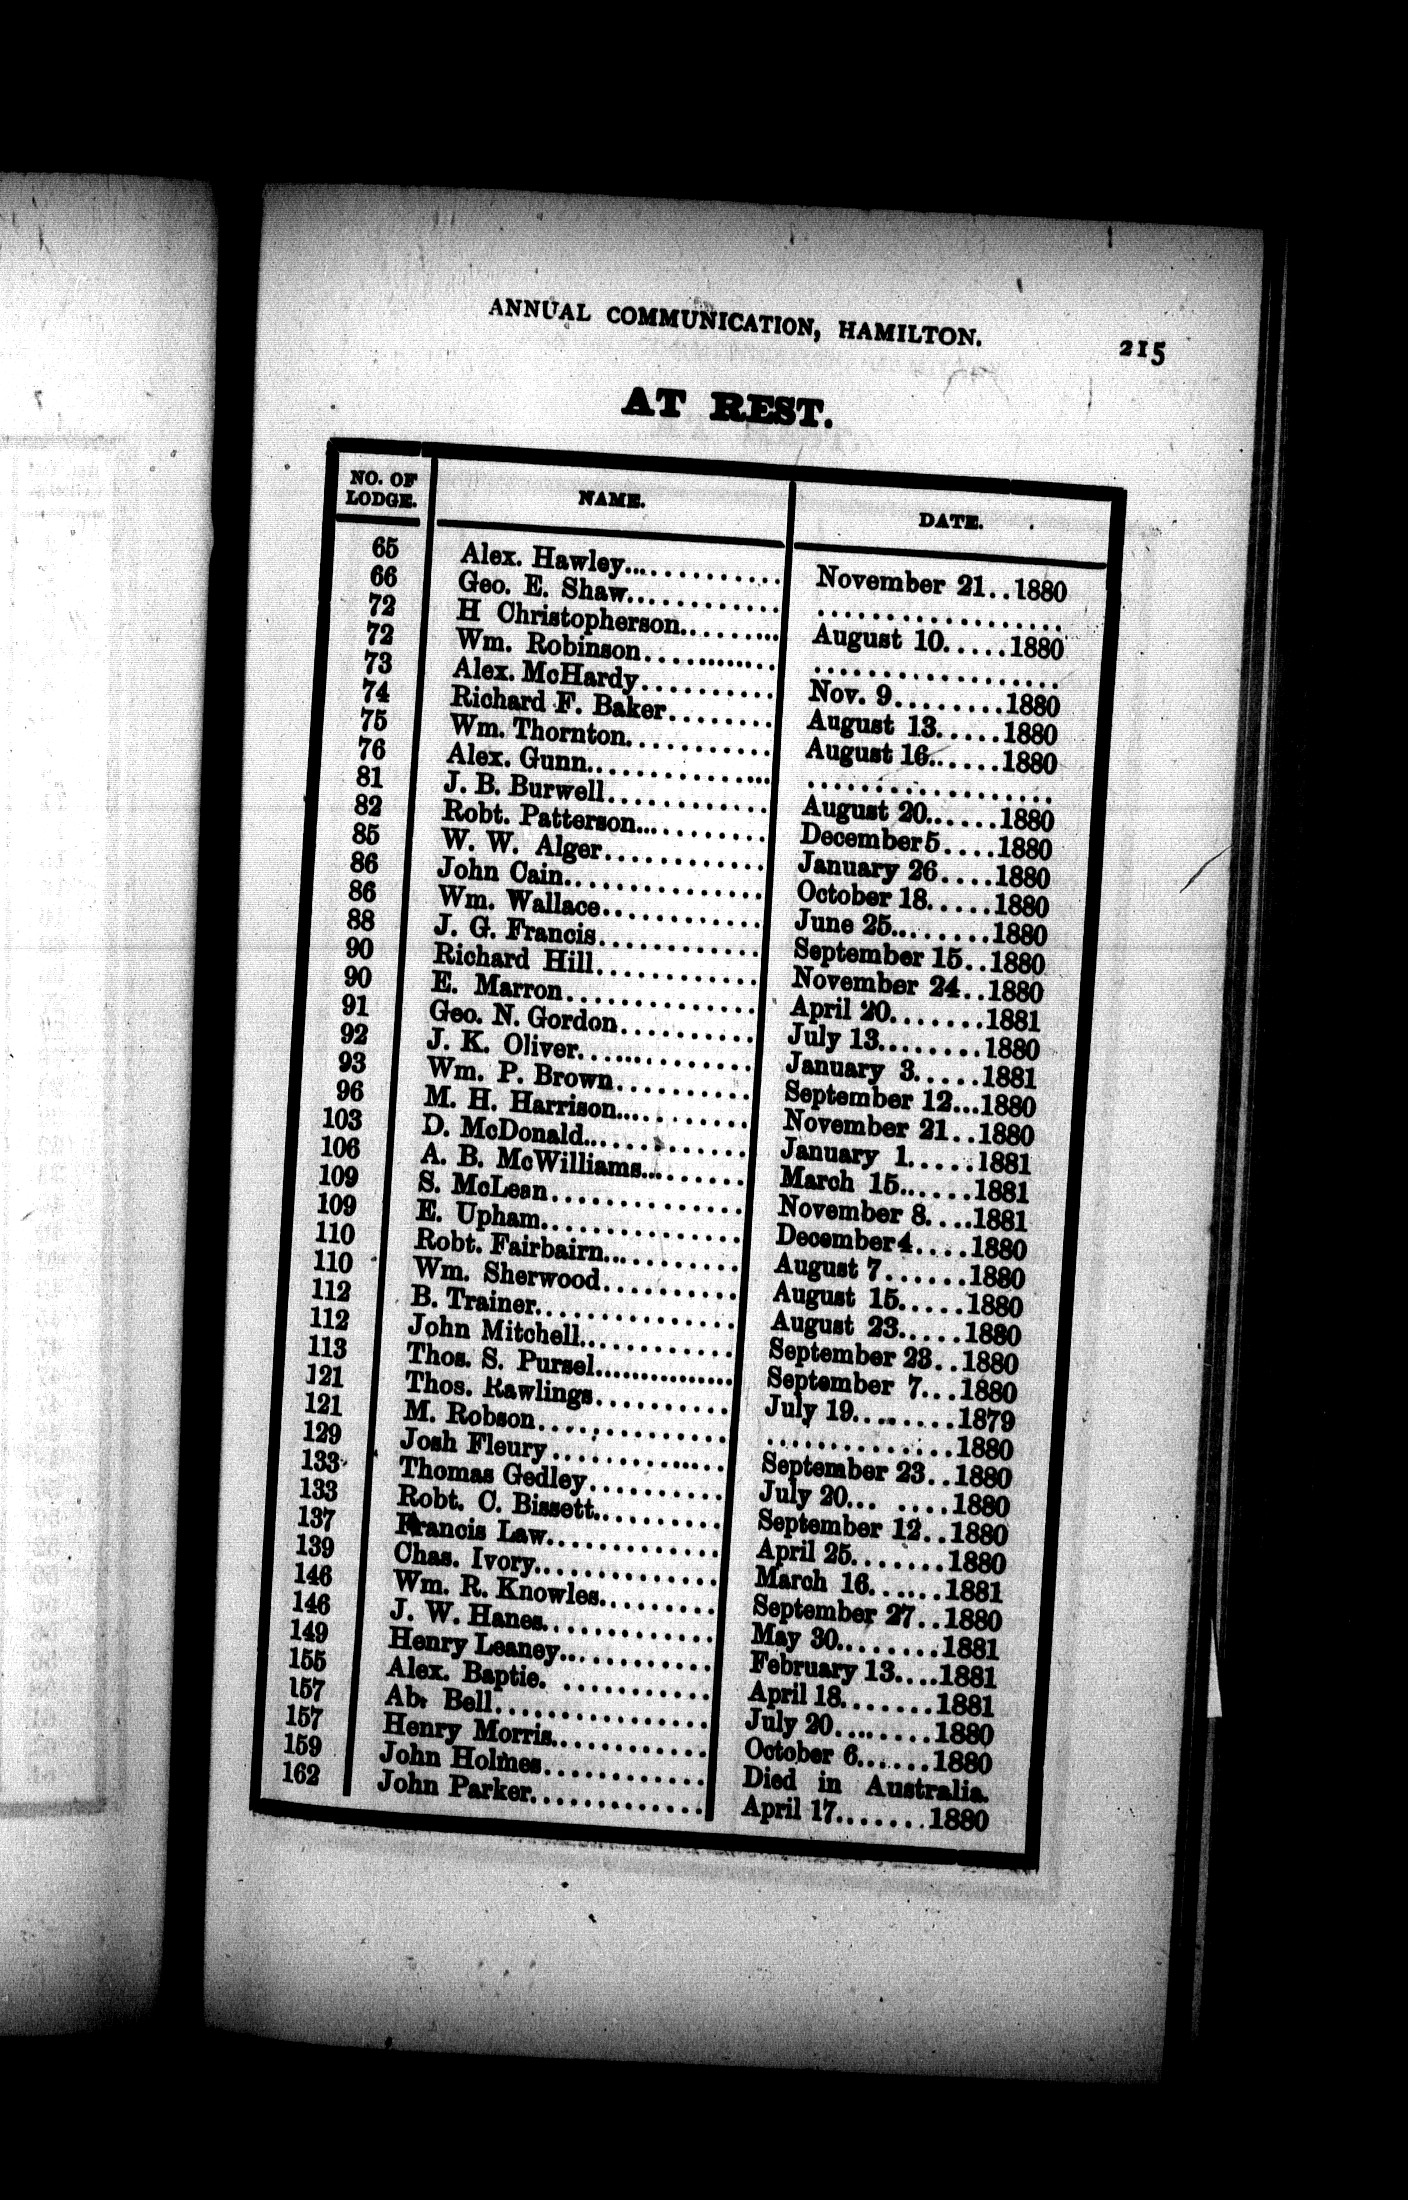 ANNUAL COMMUNICATION, HAMILTON. 215
AT REST.
NO. OF LODGE. NAME. DATE.
65 Alex. Hawley............. November 21..1880
66 Geo. E. Shaw............ ..................
72 H Christopherson........ August 10.....1880
72 Wm. Robinson........... ..................
73 Alex. McHardy.......... Nov. 9........1880
74 Richard F. Baker........ August 13.....1880
75 Wm. Thornton........... August 16......1880
76 Alex. Gunn.............. ..................
81 J. B. Burwell............ August 20......1880
82 Robt. Patterson........... December 5....1880
85 W. W. Alger............ January 26....1880
86 John Cain............... October 18.....1880
86 Wm. Wallace............ June 25........1880
88 J. G. Francis............ September 15..1880
90 Richard Hill............ November 24..1880
90 E. Marron.............. April 20.......1881
91 Geo. N. Gordon.......... July 13........1880
92 J. K. Oliver............. January 3.....1881
93 Wm. P. Brown.......... September 12...1880
96 M. H. Harrison.......... November 21..1880
103 D. McDonald............ January 1.....1881
106 A. B. McWilliams......... March 15......1881
109 S. McLean.............. November 8....1881
109 E. Upham............... December 4....1880
110 Robt. Fairbairn........... August 7......1880
110 Wm. Sherwood.......... August 15.....1880
112 B. Trainer............... August 23.....1880
112 John Mitchell............ September 23..1880
113 Thos. S. Pursel.............. September 7...1880
121 Thos. Rawlings.......... July 19........1879
121 M. Robson.............. ..............1880
129 Josh Fleury............. September 23..1880
133 Thomas Gedley.......... July 20... ....1880
133 Robt. C. Bissett.......... September 12..1880
137 Francis Law............. April 25.......1880
139 Chas. Ivory.............. March 16......1881
146 Wm. R. Knowles......... September 27..1880
146 J. W. Hanes............. May 30........1881
149 Henry Leaney............ February 13....1881
155 Alex. Baptie. ........... April 18.......1881
157 Ab. Bell................ July 20........1880
157 Henry Morris............ October 6......1880
159 John Holmes............ Died in Australia.
162 John Parker............. April 17.......1880